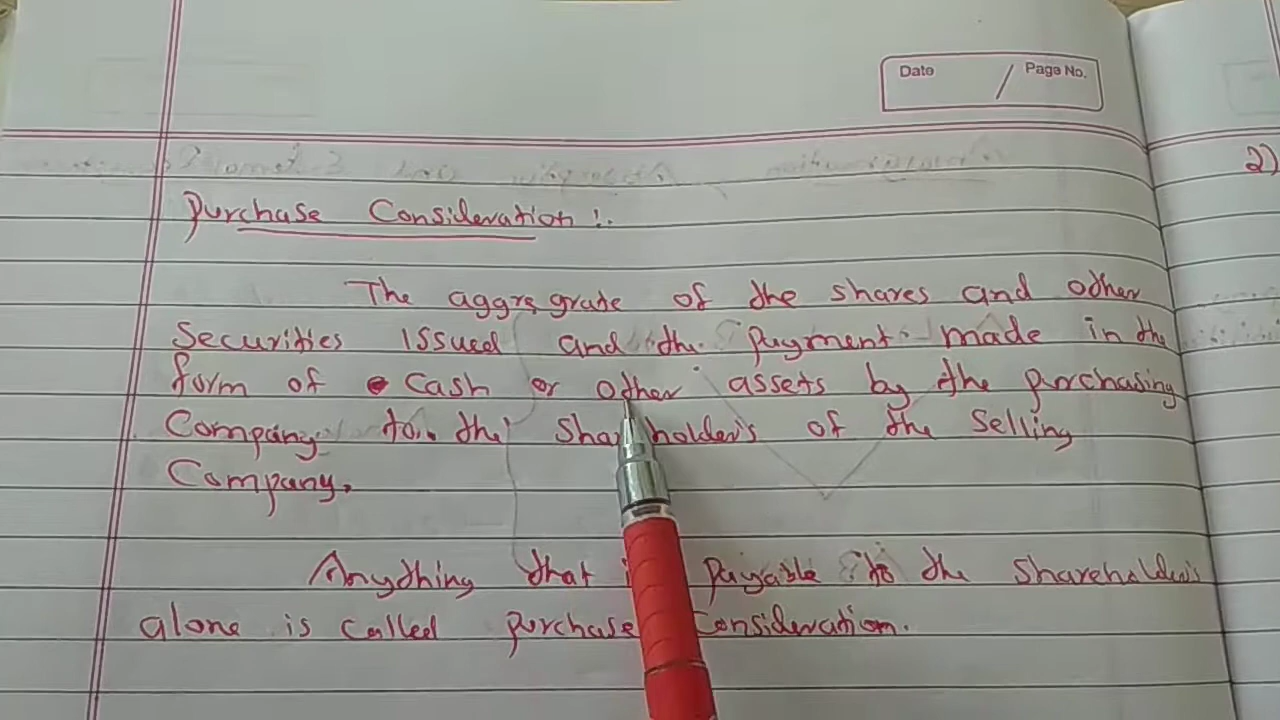 Date / Page No.
2)
Purchase Consideration :.
The aggregrate of the shares and other
Securities Issued and the payment made in the
form of Cash or other assets by the purchasing
Company to the shareholders of the Selling
Company.
Anything that payable to the shareholders
alone is called purchase consideration.